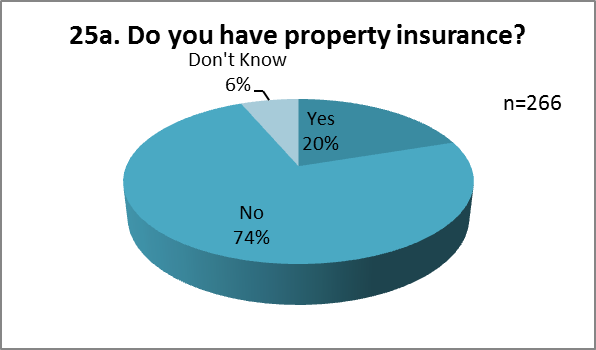 25a. Do you have property insurance?
Don't Know
6%
n=266
Yes
20%
No
74%